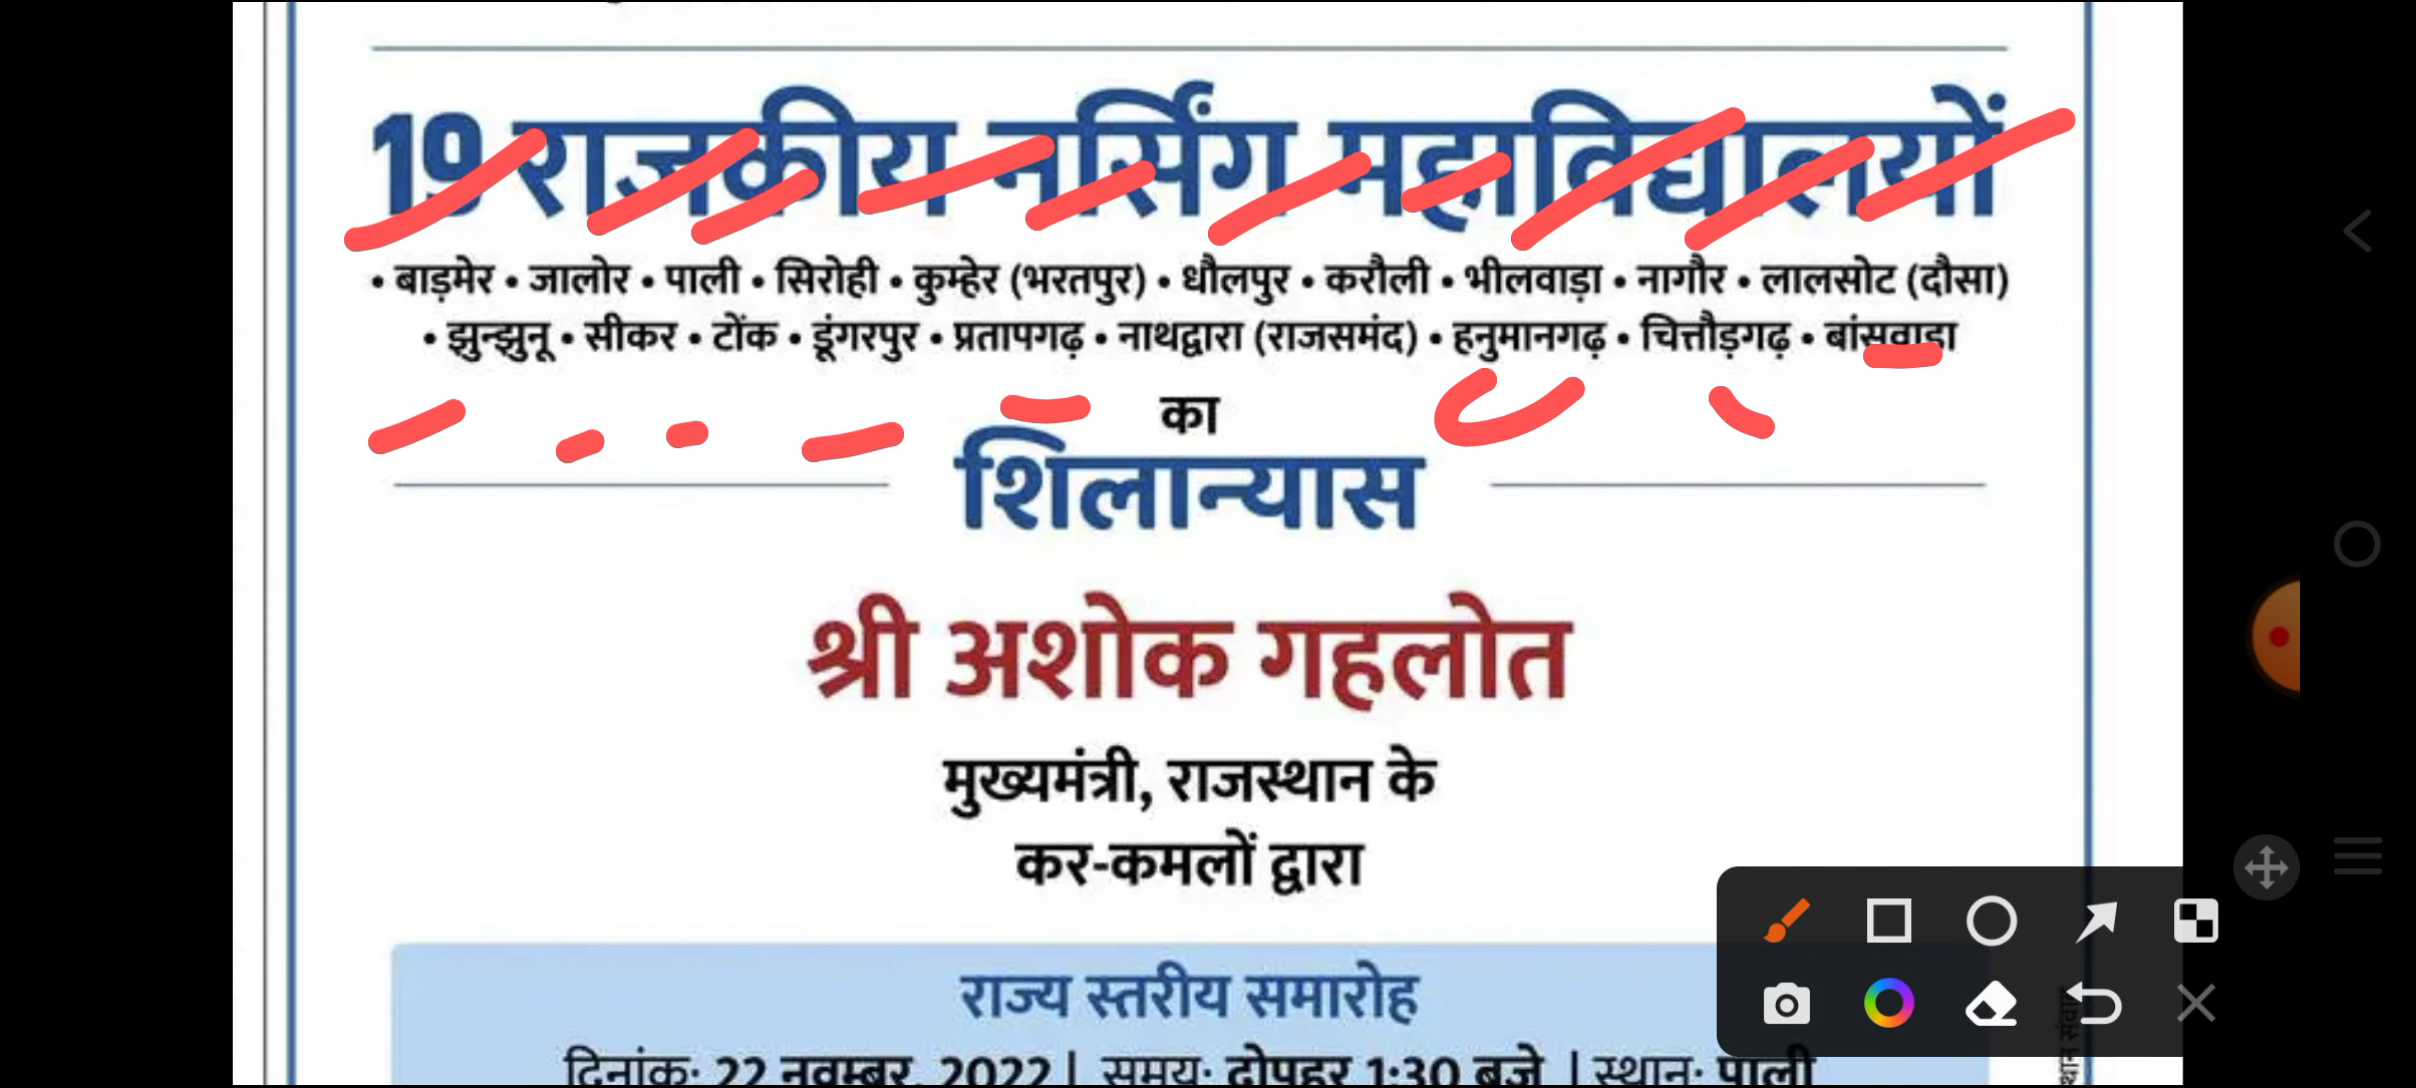 19 राजकीय नर्सिंग महाविद्यालयों
• बाड़मेर • जालोर • पाली • सिरोही • कुम्हेर (भरतपुर) • धौलपुर • करौली • भीलवाड़ा • नागौर • लालसोट (दौसा)
• झुन्झुनू • सीकर • टोंक • डूंगरपुर • प्रतापगढ़ • नाथद्वारा (राजसमंद) • हनुमानगढ़ • चित्तौड़गढ़ • बांसवाड़ा
का
शिलान्यास
श्री अशोक गहलोत
मुख्यमंत्री, राजस्थान के
कर-कमलों द्वारा
राज्य स्तरीय समारोह
दिनांक: 22 नवम्बर, 2022 | समय: दोपहर 1:30 बजे | स्थान: पाली